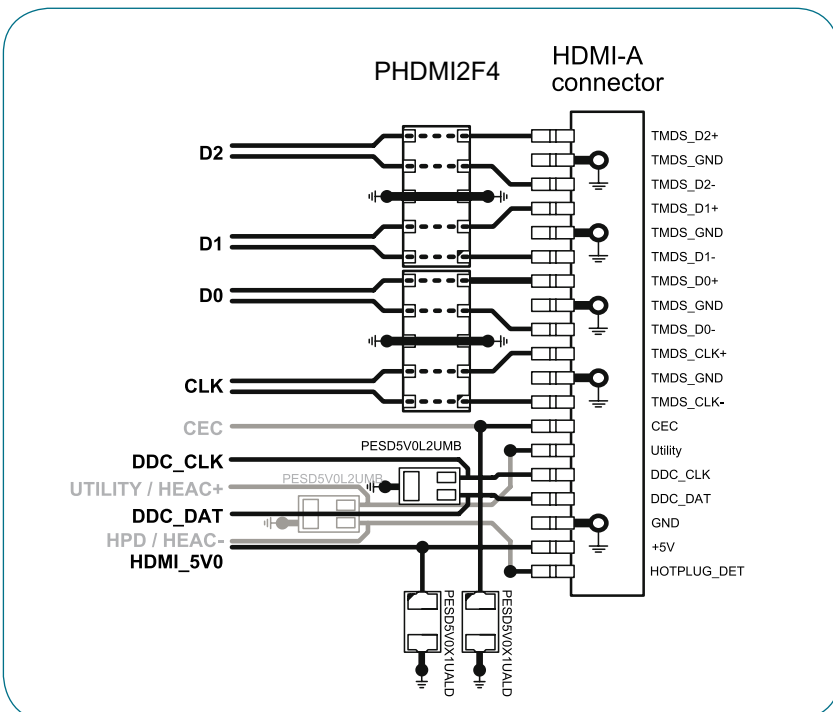 PHDMI2F4
HDMI-A
connector
D2
D1
D0
CLK
CEC
DDC_CLK
UTILITY / HEAC+
DDC_DAT
HPD / HEAC-
HDMI_5V0
PESD5V0L2UMB
PESD5V0L2UMB
TMDS_D2+
TMDS_GND
TMDS_D2-
TMDS_D1+
TMDS_GND
TMDS_D1-
TMDS_D0+
TMDS_GND
TMDS_D0-
TMDS_CLK+
TMDS_GND
TMDS_CLK-
CEC
Utility
DDC_CLK
DDC_DAT
GND
+5V
HOTPLUG_DET
PESD5V0X1UALD
PESD5V0X1UALD